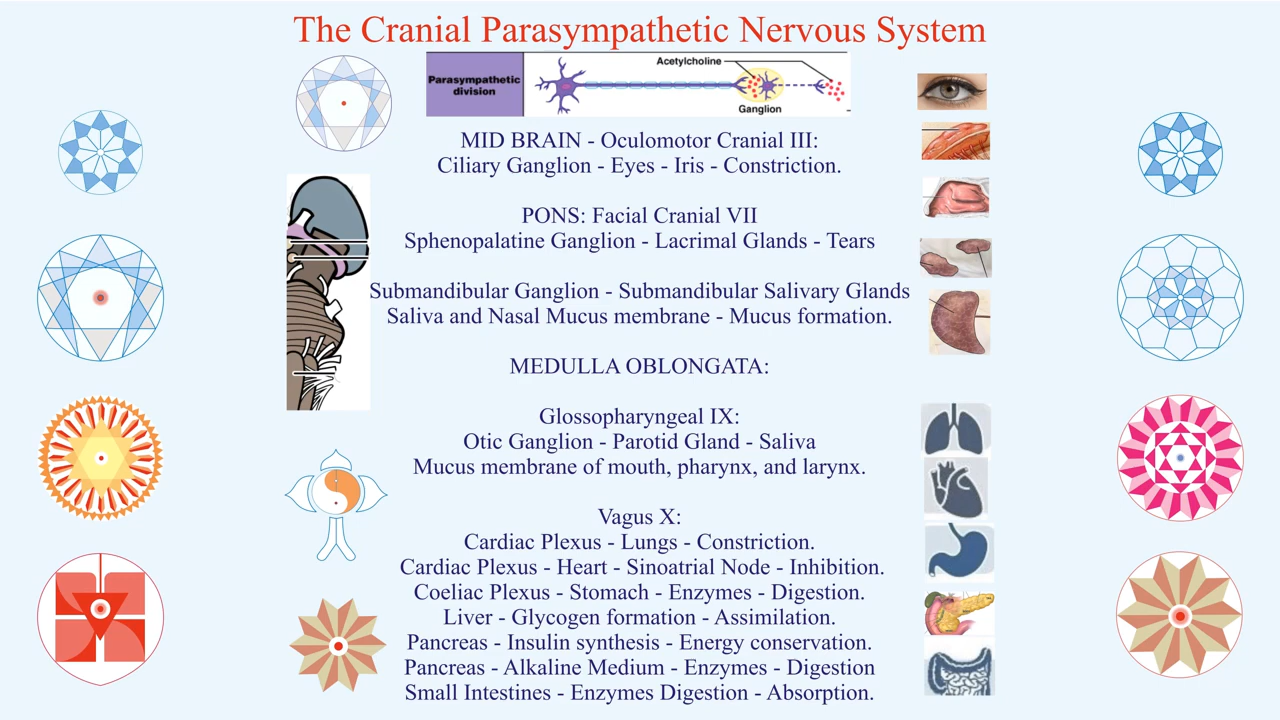 The Cranial Parasympathetic Nervous System
Parasympathetic
division
Acetylcholine
Ganglion
MID BRAIN - Oculomotor Cranial III:
Ciliary Ganglion - Eyes - Iris - Constriction.
PONS: Facial Cranial VII
Sphenopalatine Ganglion - Lacrimal Glands - Tears
Submandibular Ganglion - Submandibular Salivary Glands
Saliva and Nasal Mucus membrane - Mucus formation.
MEDULLA OBLONGATA:
Glossopharyngeal IX:
Otic Ganglion - Parotid Gland - Saliva
Mucus membrane of mouth, pharynx, and larynx.
Vagus X:
Cardiac Plexus - Lungs - Constriction.
Cardiac Plexus - Heart - Sinoatrial Node - Inhibition.
Coeliac Plexus - Stomach - Enzymes - Digestion.
Liver - Glycogen formation - Assimilation.
Pancreas - Insulin synthesis - Energy conservation.
Pancreas - Alkaline Medium - Enzymes - Digestion
Small Intestines - Enzymes Digestion - Absorption.